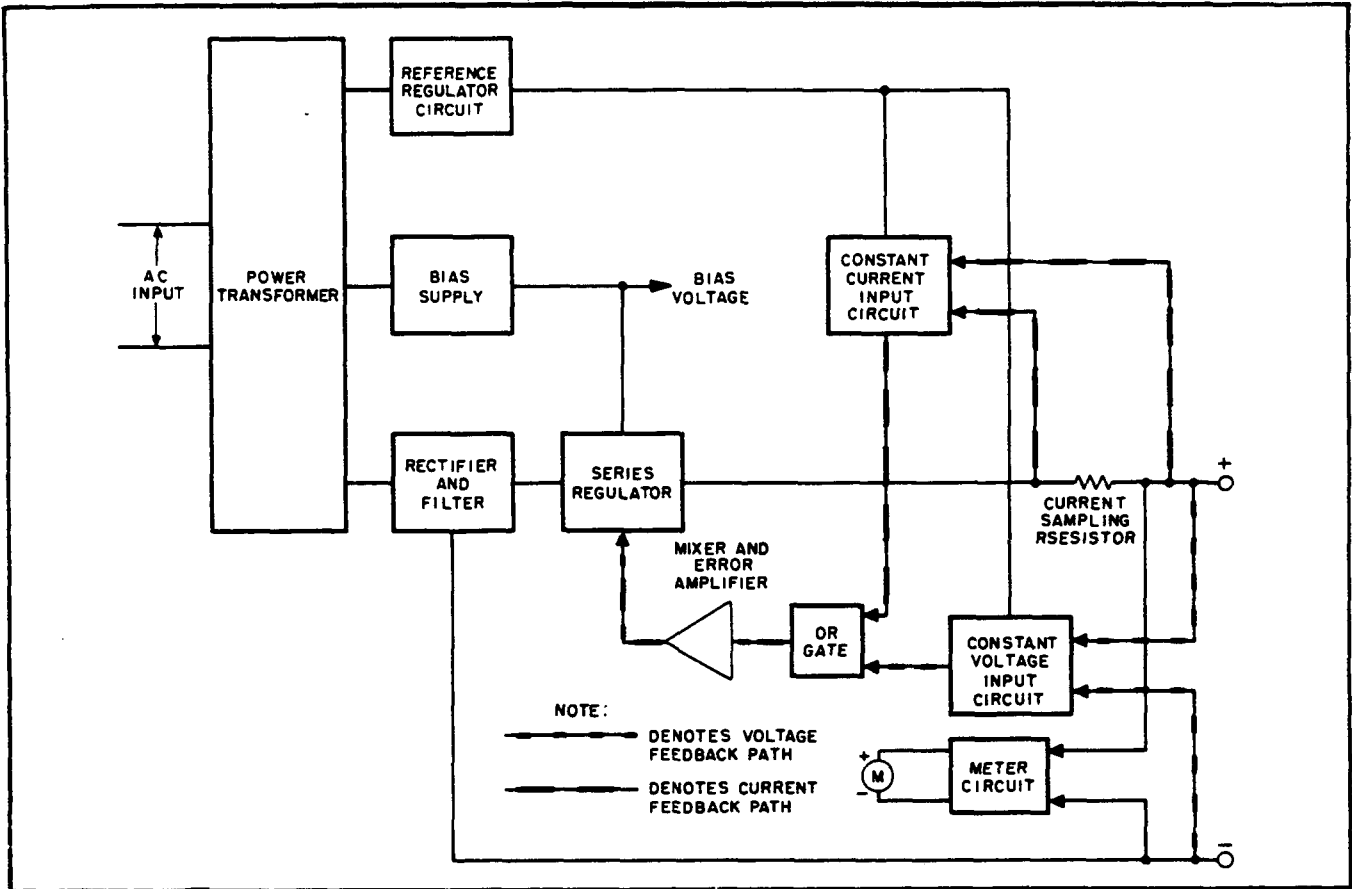 REFERENCE
REGULATOR
CIRCUIT
AC
INPUT
POWER
TRANSFORMER
BIAS
SUPPLY
BIAS
VOLTAGE
CONSTANT
CURRENT
INPUT
CIRCUIT
RECTIFIER
AND
FILTER
SERIES
REGULATOR
+
CURRENT
SAMPLING
RSESISTOR
MIXER AND
ERROR
AMPLIFIER
OR
GATE
CONSTANT
VOLTAGE
INPUT
CIRCUIT
NOTE:
DENOTES VOLTAGE
FEEDBACK PATH
DENOTES CURRENT
FEEDBACK PATH
+
M
-
METER
CIRCUIT
-